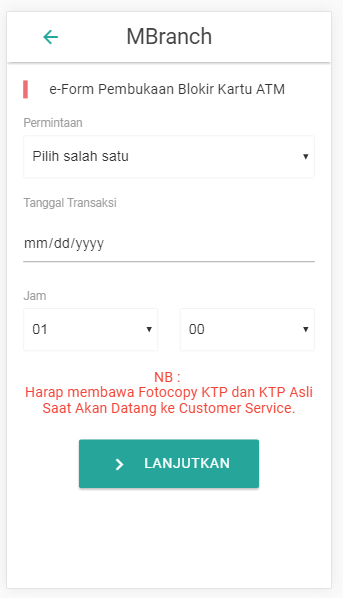 MBranch
e-Form Pembukaan Blokir Kartu ATM
Permintaan
Pilih salah satu
Tanggal Transaksi
mm/dd/yyyy
Jam
01 00
NB :
Harap membawa Fotocopy KTP dan KTP Asli
Saat Akan Datang ke Customer Service.
LANJUTKAN